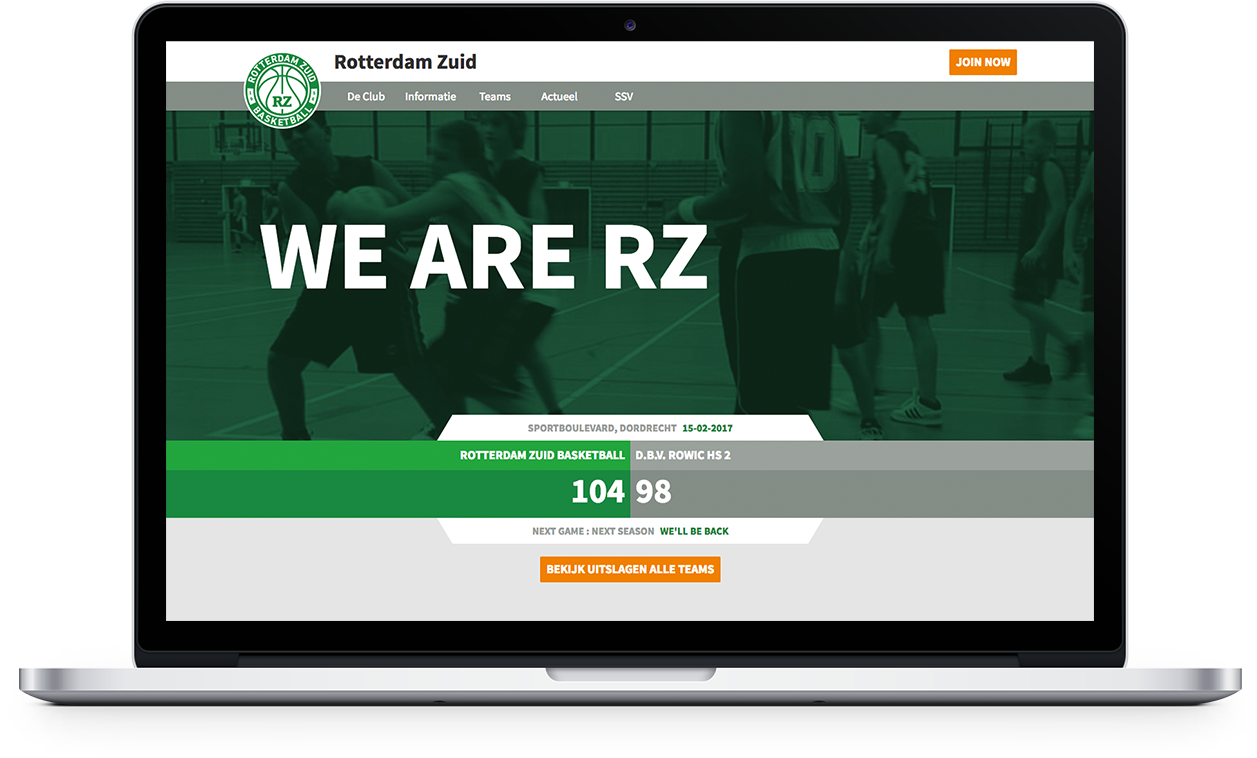 Rotterdam Zuid
JOIN NOW
ROTTERDAM ZUID
RZ
BASKETBALL
De Club Informatie Teams Actueel SSV
10
WE ARE RZ
SPORTBOULEVARD, DORDRECHT 15-02-2017
ROTTERDAM ZUID BASKETBALL D.B.V. ROWIC HS 2
104 98
NEXT GAME : NEXT SEASON WE'LL BE BACK
BEKIJK UITSLAGEN ALLE TEAMS